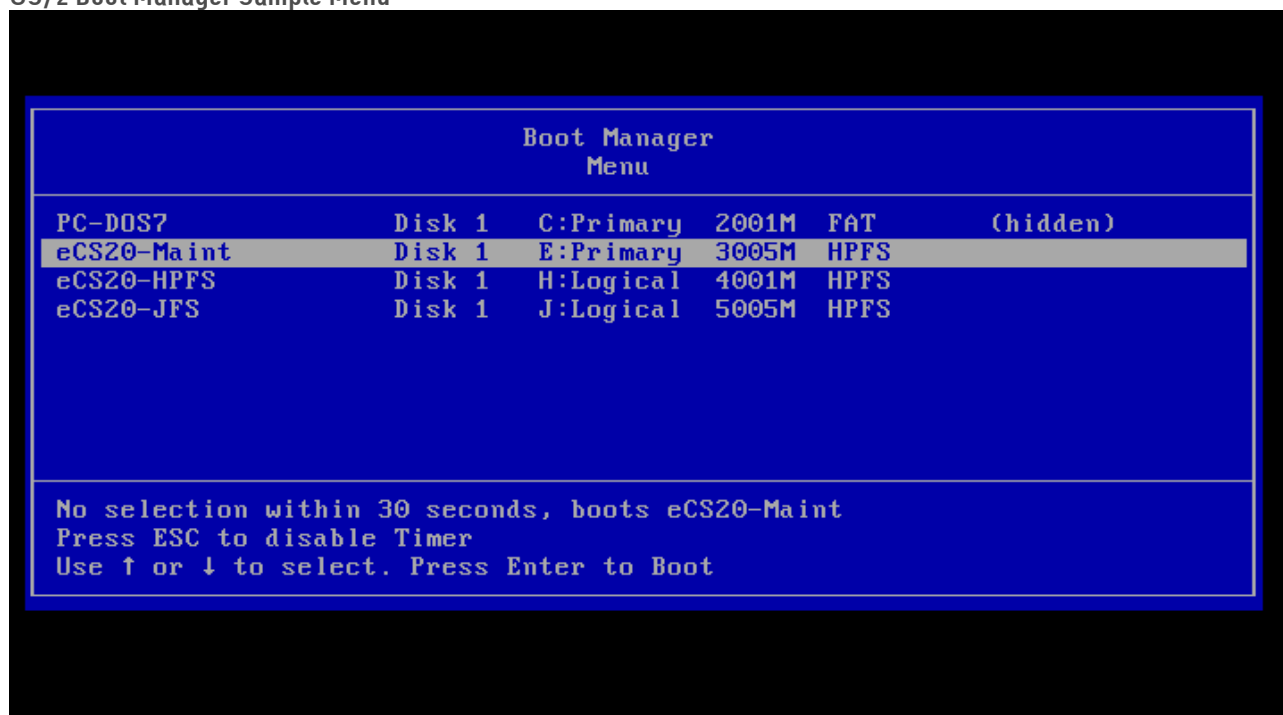 OS/2 Boot Manager Sample Menu
Boot Manager
Menu
PC-DOS7 Disk 1 C:Primary 2001M FAT (hidden)
eCS20-Maint Disk 1 E:Primary 3005M HPFS
eCS20-HPFS Disk 1 H:Logical 4001M HPFS
eCS20-JFS Disk 1 J:Logical 5005M HPFS
No selection within 30 seconds, boots eCS20-Maint
Press ESC to disable Timer
Use ↑ or ↓ to select. Press Enter to Boot